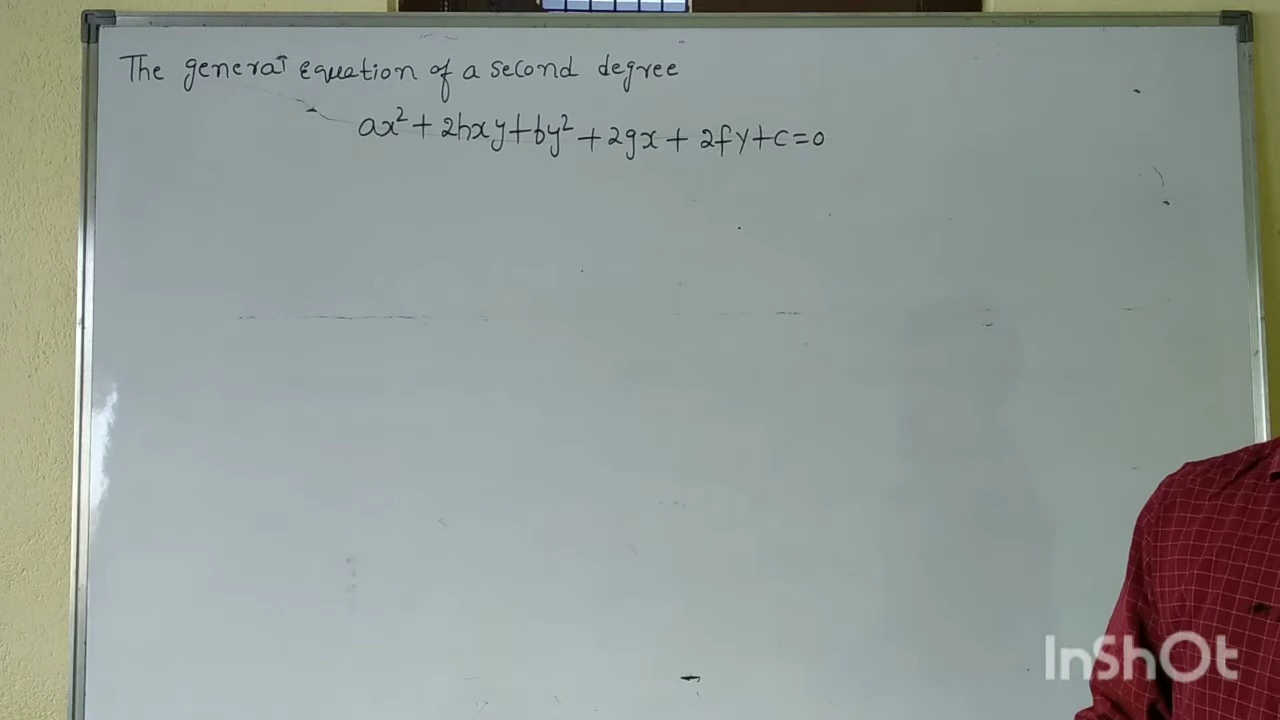 The general equation of a second degree
ax² + 2hxy + by² + 2gx + 2fy + c = 0
InShOt